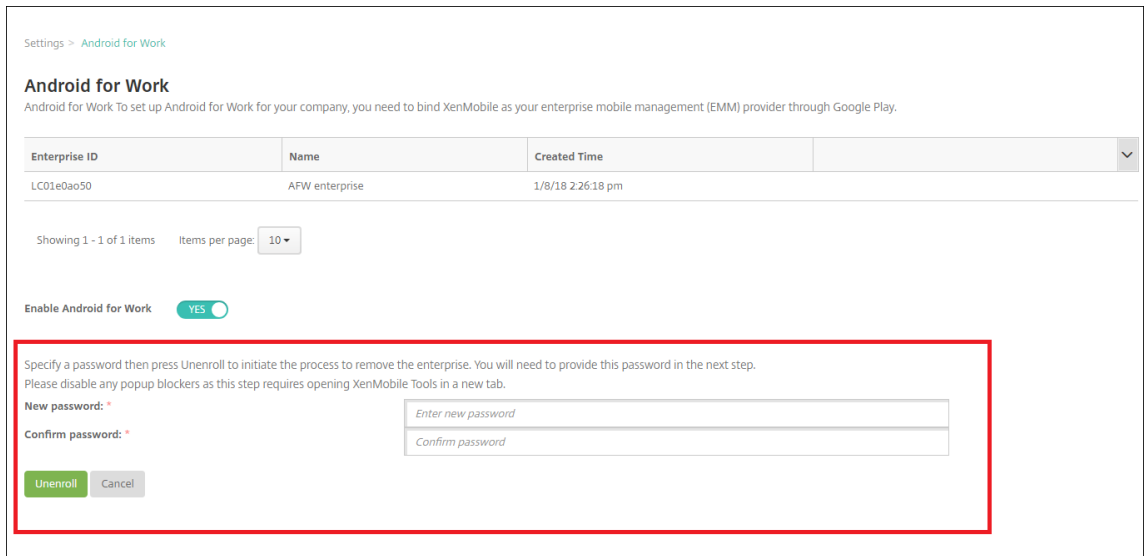 Settings > Android for Work
Android for Work
Android for Work To set up Android for Work for your company, you need to bind XenMobile as your enterprise mobile management (EMM) provider through Google Play.
Enterprise ID Name Created Time
LC01e0ao50 AFW enterprise 1/8/18 2:26:18 pm
Showing 1 - 1 of 1 items Items per page: 10
Enable Android for Work YES
Specify a password then press Unenroll to initiate the process to remove the enterprise. You will need to provide this password in the next step.
Please disable any popup blockers as this step requires opening XenMobile Tools in a new tab.
New password: * Enter new password
Confirm password: * Confirm password
Unenroll Cancel